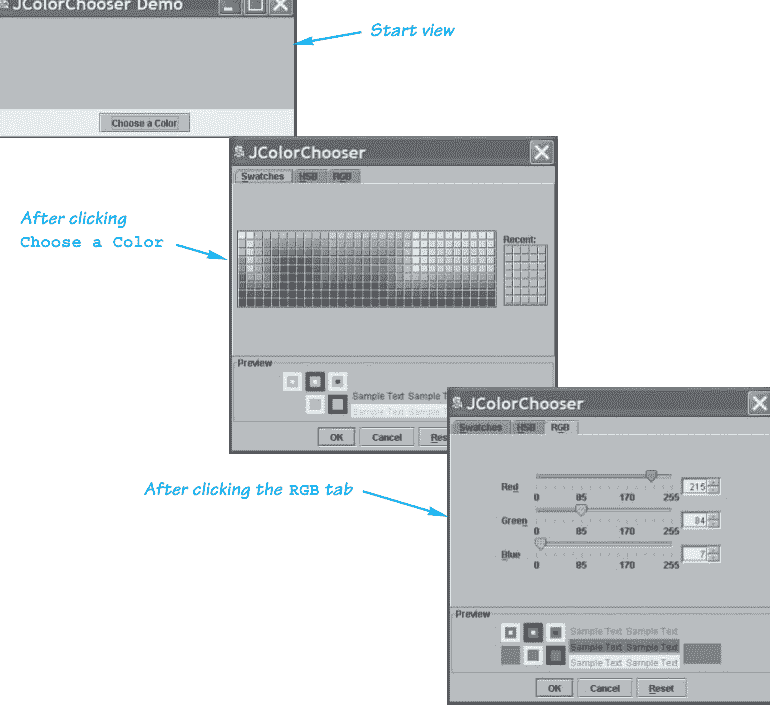 JColorChooser Demo
Start view
Choose a Color
JColorChooser
Swatches HSB RGB
After clicking
Choose a Color
Recent:
Preview
Sample Text Sample T
Sample Text Sample T
OK Cancel Res
JColorChooser
Swatches HSB RGB
After clicking the RGB tab
Red 215
0 85 170 255
Green 84
0 85 170 255
Blue 7
0 85 170 255
Preview
Sample Text Sample Text
Sample Text Sample Text
Sample Text Sample Text
OK Cancel Reset